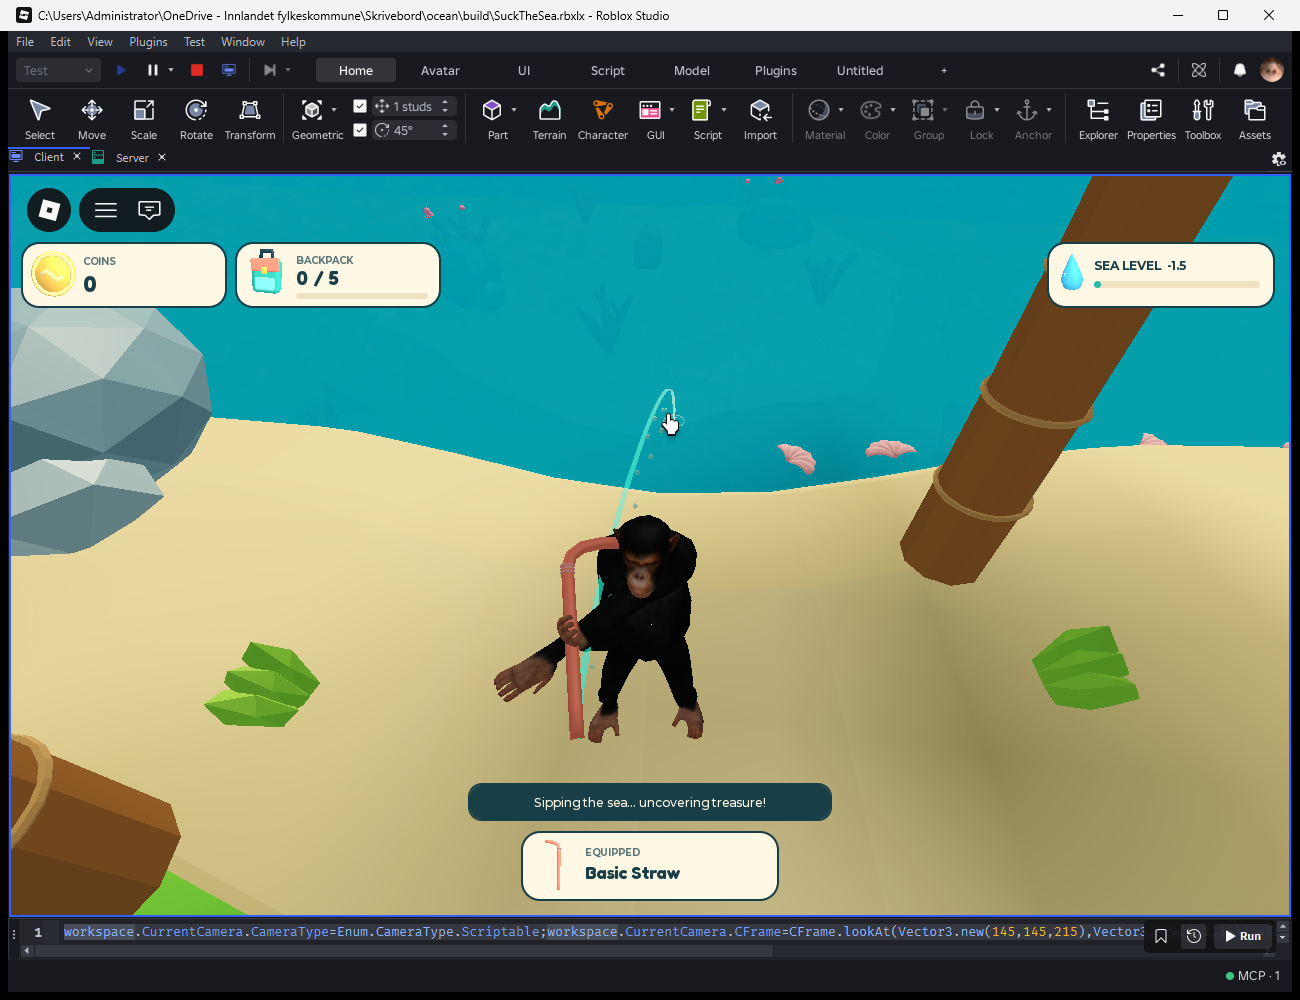 C:\Users\Administrator\OneDrive - Innlandet fylkeskommune\Skrivebord\ocean\build\SuckTheSea.rbxlx - Roblox Studio
File Edit View Plugins Test Window Help
Test Home Avatar UI Script Model Plugins Untitled +
1 studs
45°
Select Move Scale Rotate Transform Geometric Part Terrain Character GUI Script Import Material Color Group Lock Anchor Explorer Properties Toolbox Assets
Client Server
COINS
0
BACKPACK
0 / 5
SEA LEVEL -1.5
Sipping the sea... uncovering treasure!
EQUIPPED
Basic Straw
1 workspace.CurrentCamera.CameraType=Enum.CameraType.Scriptable;workspace.CurrentCamera.CFrame=CFrame.lookAt(Vector3.new(145,145,215),Vector3
Run
MCP · 1